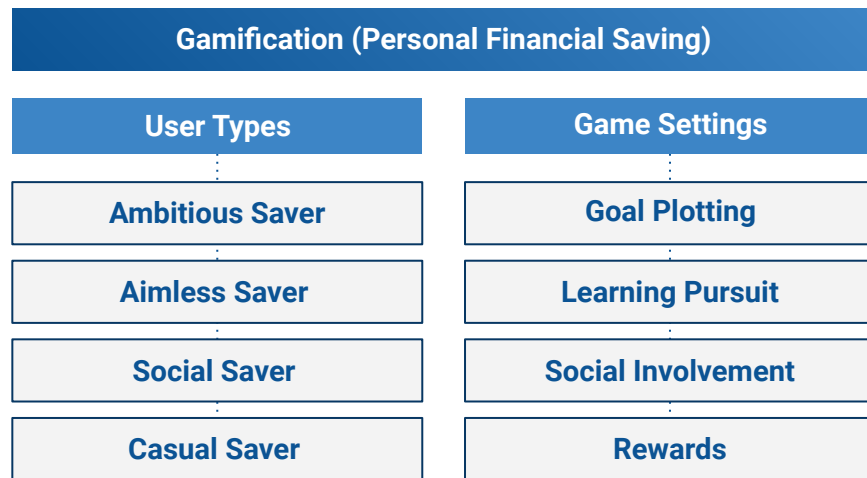 Gamification (Personal Financial Saving)
User Types
Ambitious Saver
Aimless Saver
Social Saver
Casual Saver
Game Settings
Goal Plotting
Learning Pursuit
Social Involvement
Rewards